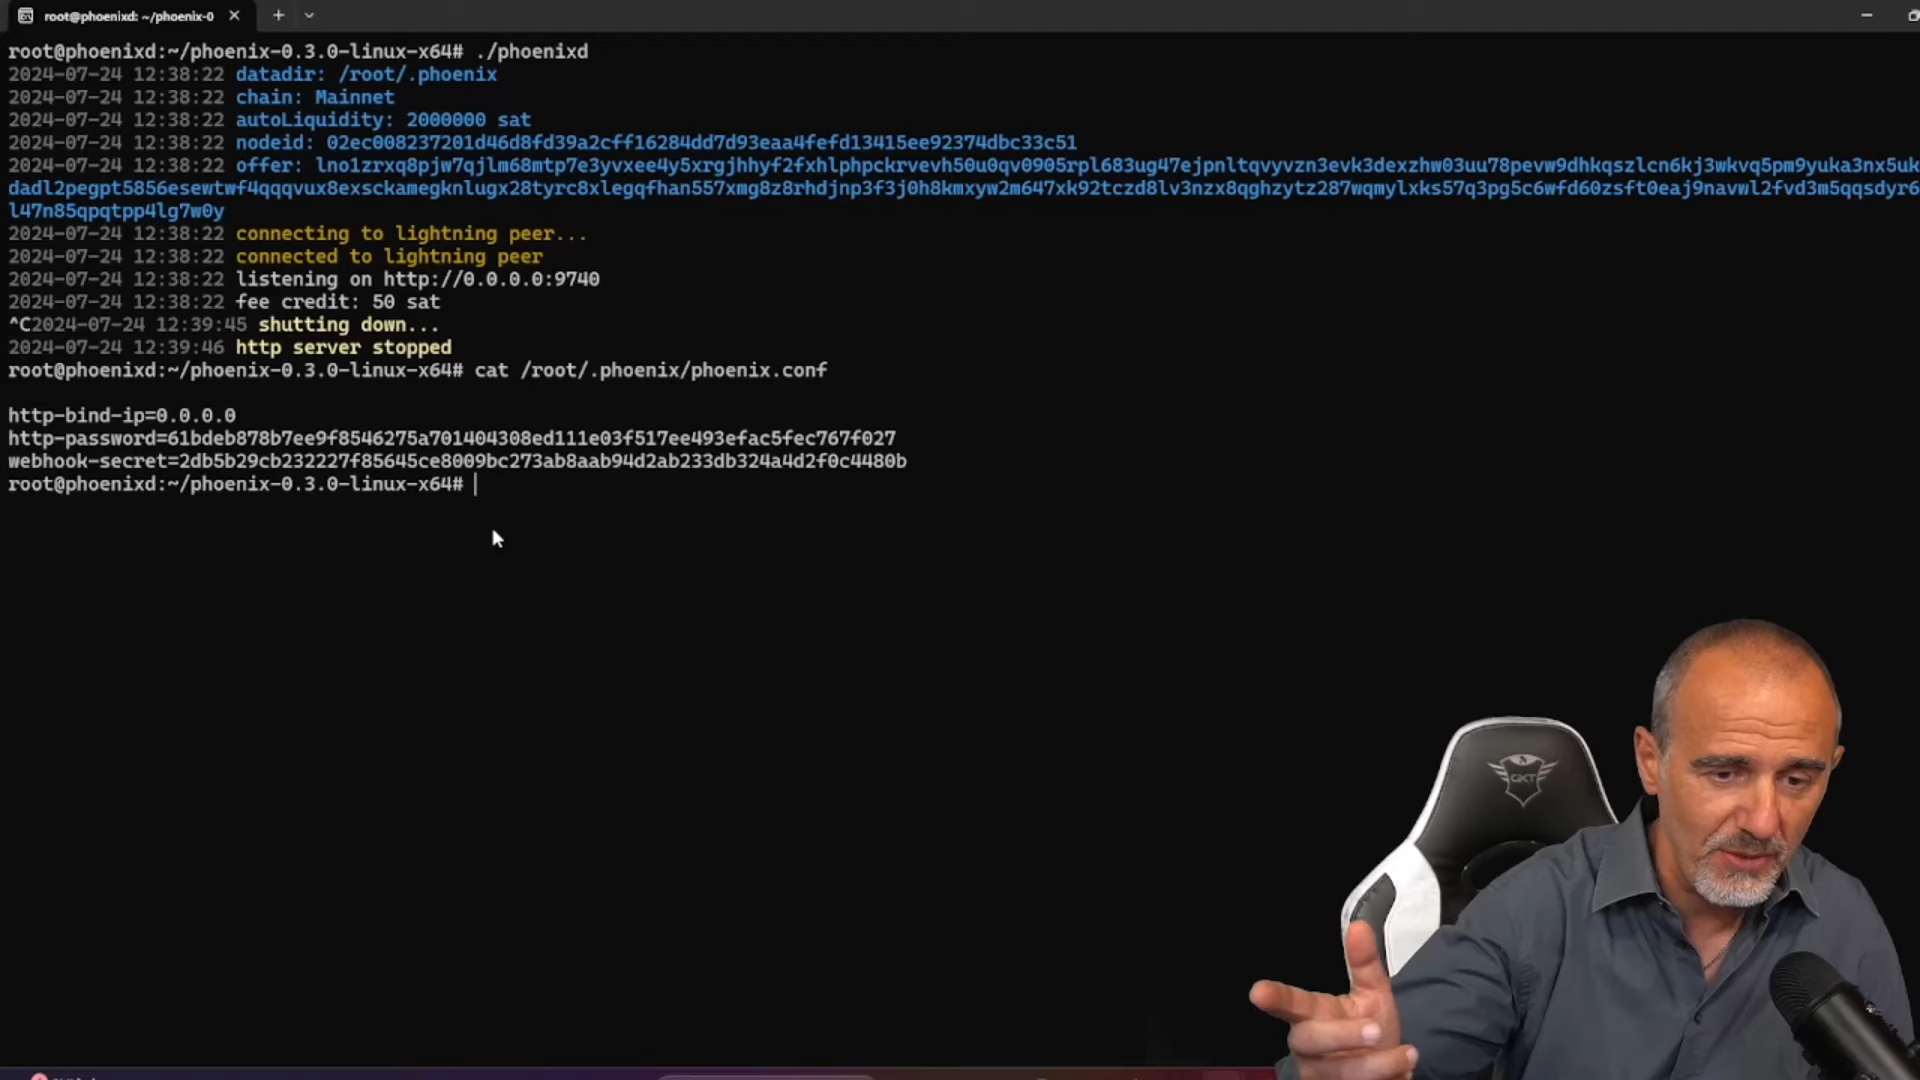 root@phoenixd: ~/phoenix-0
root@phoenixd:~/phoenix-0.3.0-linux-x64# ./phoenixd
2024-07-24 12:38:22 datadir: /root/.phoenix
2024-07-24 12:38:22 chain: Mainnet
2024-07-24 12:38:22 autoLiquidity: 2000000 sat
2024-07-24 12:38:22 nodeid: 02ec008237201d46d8fd39a2cff16284dd7d93eaa4fefd13415ee92374dbc33c51
2024-07-24 12:38:22 offer: lno1zrxq8pjw7qjlm68mtp7e3yvxee4y5xrgjhhyf2fxhlphpckrvevh50u0qv0905rpl683ug47ejpnltqvyvzn3evk3dexzhw03uu78pevw9dhkqszlcn6kj3wkvq5pm9yuka3nx5uk
dadl2pegpt5856esewtwf4qqqvux8exsckamegknlugx28tyrc8xlegqfhan557xmg8z8rhdjnp3f3j0h8kmxyw2m647xk92tczd8lv3nzx8qghzytz287wqmylxks57q3pg5c6wfd60zsft0eaj9navwl2fvd3m5qqsdyr6
l47n85qpqtpp4lg7w0y
2024-07-24 12:38:22 connecting to lightning peer...
2024-07-24 12:38:22 connected to lightning peer
2024-07-24 12:38:22 listening on http://0.0.0.0:9740
2024-07-24 12:38:22 fee credit: 50 sat
^C2024-07-24 12:39:45 shutting down...
2024-07-24 12:39:46 http server stopped
root@phoenixd:~/phoenix-0.3.0-linux-x64# cat /root/.phoenix/phoenix.conf
http-bind-ip=0.0.0.0
http-password=61bdeb878b7ee9f8546275a701404308ed111e03f517ee493efac5fec767f027
webhook-secret=2db5b29cb232227f85645ce8009bc273ab8aab94d2ab233db324a4d2f0c4480b
root@phoenixd:~/phoenix-0.3.0-linux-x64#
GXT